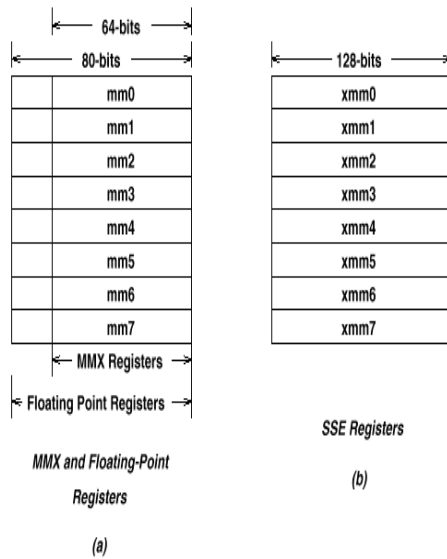 64-bits
80-bits
mm0
mm1
mm2
mm3
mm4
mm5
mm6
mm7
MMX Registers
Floating Point Registers
MMX and Floating-Point
Registers
(a)
128-bits
xmm0
xmm1
xmm2
xmm3
xmm4
xmm5
xmm6
xmm7
SSE Registers
(b)